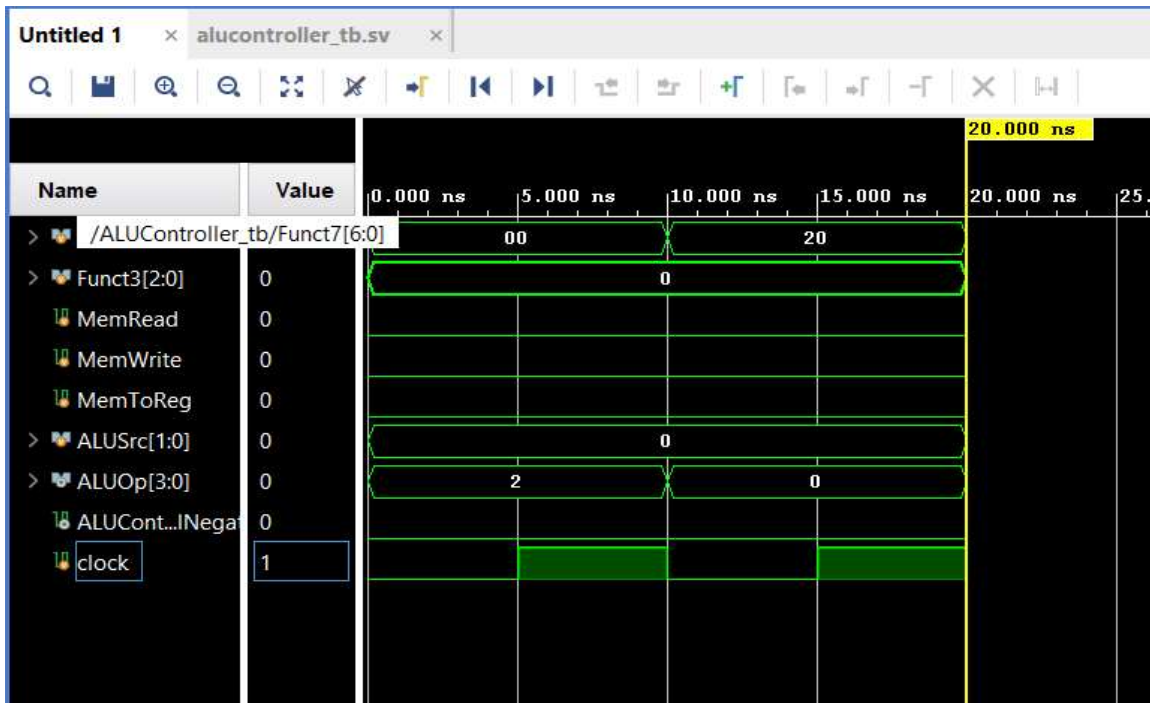 Untitled 1 × alucontroller_tb.sv ×
20.000 ns
Name Value 0.000 ns 5.000 ns 10.000 ns 15.000 ns 20.000 ns 25.
> /ALUController_tb/Funct7[6:0] 00 20
> Funct3[2:0] 0 0
MemRead 0
MemWrite 0
MemToReg 0
> ALUSrc[1:0] 0 0
> ALUOp[3:0] 0 2 0
ALUCont...lNegat 0
clock 1